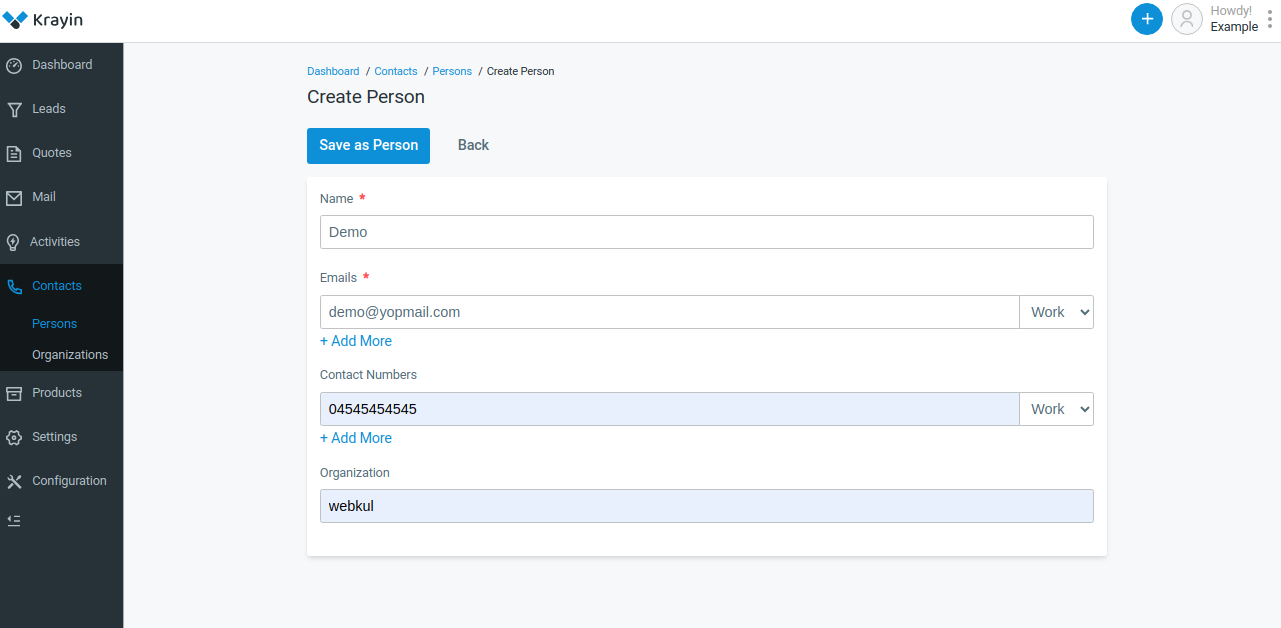 Krayin
Howdy!
Example
Dashboard
Leads
Quotes
Mail
Activities
Contacts
Persons
Organizations
Products
Settings
Configuration
Dashboard / Contacts / Persons / Create Person
Create Person
Save as Person Back
Name *
Demo
Emails *
demo@yopmail.com Work
+ Add More
Contact Numbers
04545454545 Work
+ Add More
Organization
webkul